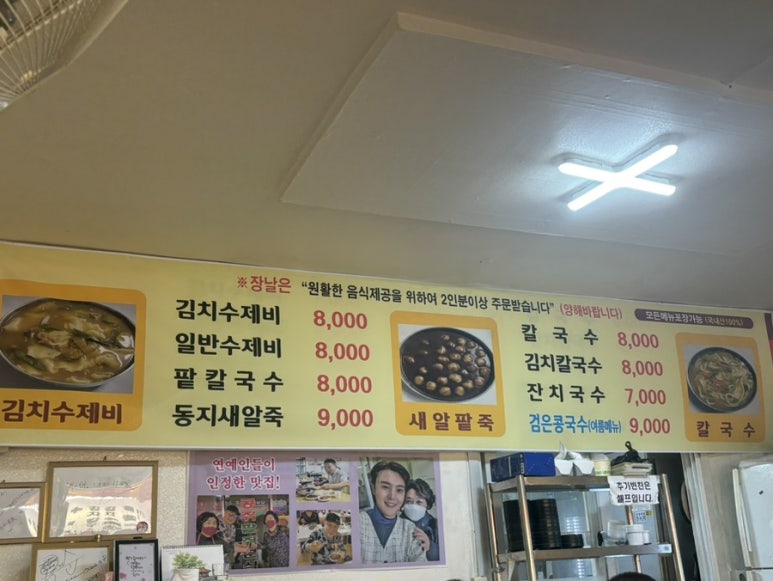 ※장날은 "원활한 음식제공을 위하여 2인분이상 주문받습니다" (양해바랍니다)
모든메뉴포장가능 (국내산100%)
김치수제비 8,000
일반수제비 8,000
팥칼국수 8,000
동지새알죽 9,000
칼국수 8,000
김치칼국수 8,000
잔치국수 7,000
검은콩국수(여름메뉴) 9,000
김치수제비
새알팥죽
칼국수
연예인들이
인정한 맛집!
추가반찬은
셀프입니다.